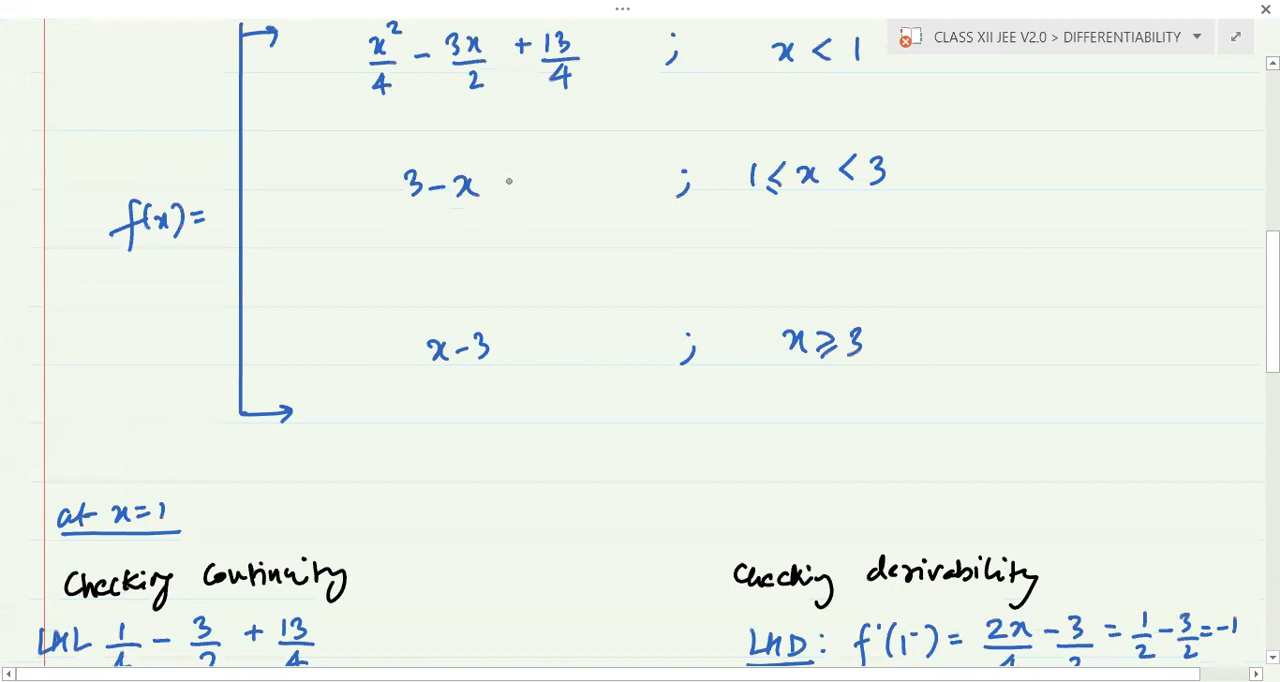 CLASS XII JEE V2.0 > DIFFERENTIABILITY
x²/4 - 3x/2 + 13/4 ; x < 1
3 - x ; 1 ≤ x < 3
f(x) =
x - 3 ; x ⩾ 3
at x = 1
Checking Continuity
Checking derivability
LHL 1/4 - 3/2 + 13/4
LHD : f'(1⁻) = 2x/4 - 3/2 = 1/2 - 3/2 = -1